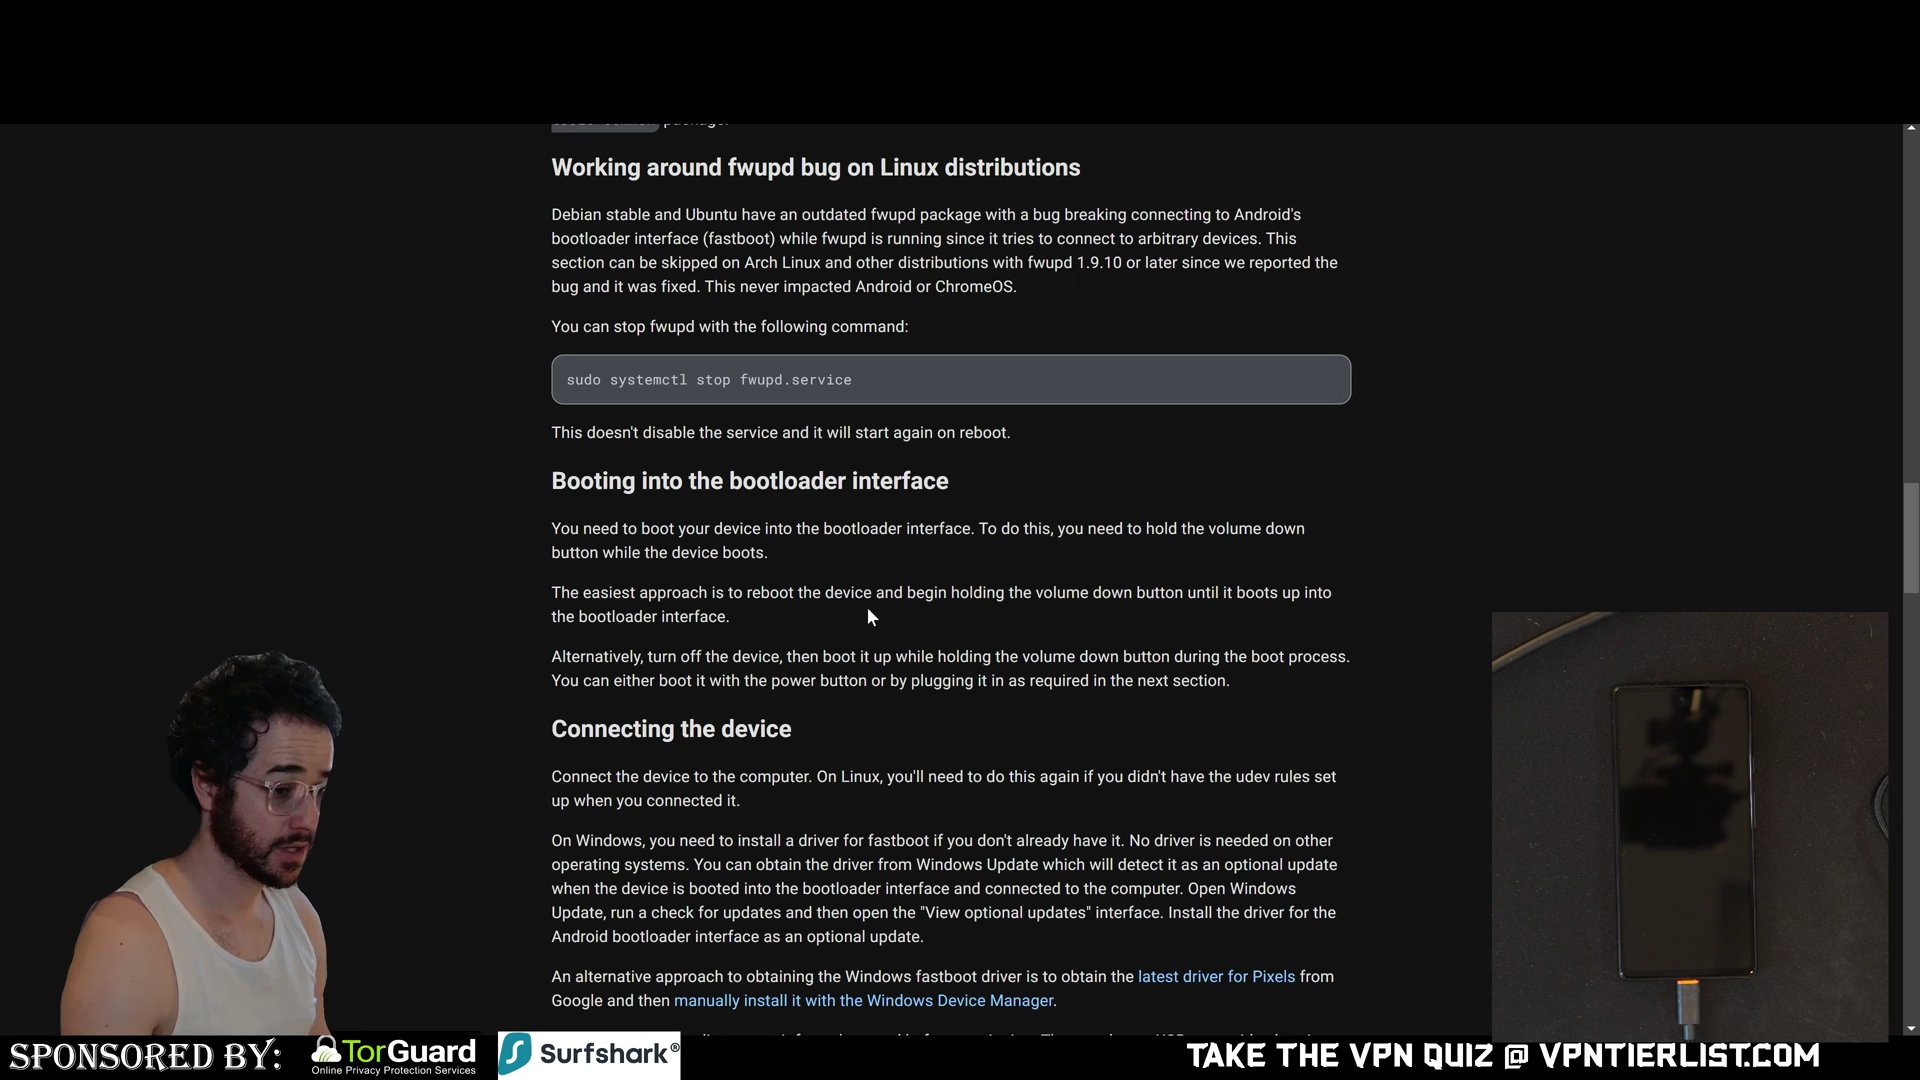 package.
Working around fwupd bug on Linux distributions
Debian stable and Ubuntu have an outdated fwupd package with a bug breaking connecting to Android's
bootloader interface (fastboot) while fwupd is running since it tries to connect to arbitrary devices. This
section can be skipped on Arch Linux and other distributions with fwupd 1.9.10 or later since we reported the
bug and it was fixed. This never impacted Android or ChromeOS.
You can stop fwupd with the following command:
sudo systemctl stop fwupd.service
This doesn't disable the service and it will start again on reboot.
Booting into the bootloader interface
You need to boot your device into the bootloader interface. To do this, you need to hold the volume down
button while the device boots.
The easiest approach is to reboot the device and begin holding the volume down button until it boots up into
the bootloader interface.
Alternatively, turn off the device, then boot it up while holding the volume down button during the boot process.
You can either boot it with the power button or by plugging it in as required in the next section.
Connecting the device
Connect the device to the computer. On Linux, you'll need to do this again if you didn't have the udev rules set
up when you connected it.
On Windows, you need to install a driver for fastboot if you don't already have it. No driver is needed on other
operating systems. You can obtain the driver from Windows Update which will detect it as an optional update
when the device is booted into the bootloader interface and connected to the computer. Open Windows
Update, run a check for updates and then open the "View optional updates" interface. Install the driver for the
Android bootloader interface as an optional update.
An alternative approach to obtaining the Windows fastboot driver is to obtain the latest driver for Pixels from
Google and then manually install it with the Windows Device Manager.
SPONSORED BY:
TorGuard
Online Privacy Protection Services
Surfshark®
TAKE THE VPN QUIZ @ VPNTIERLIST.COM